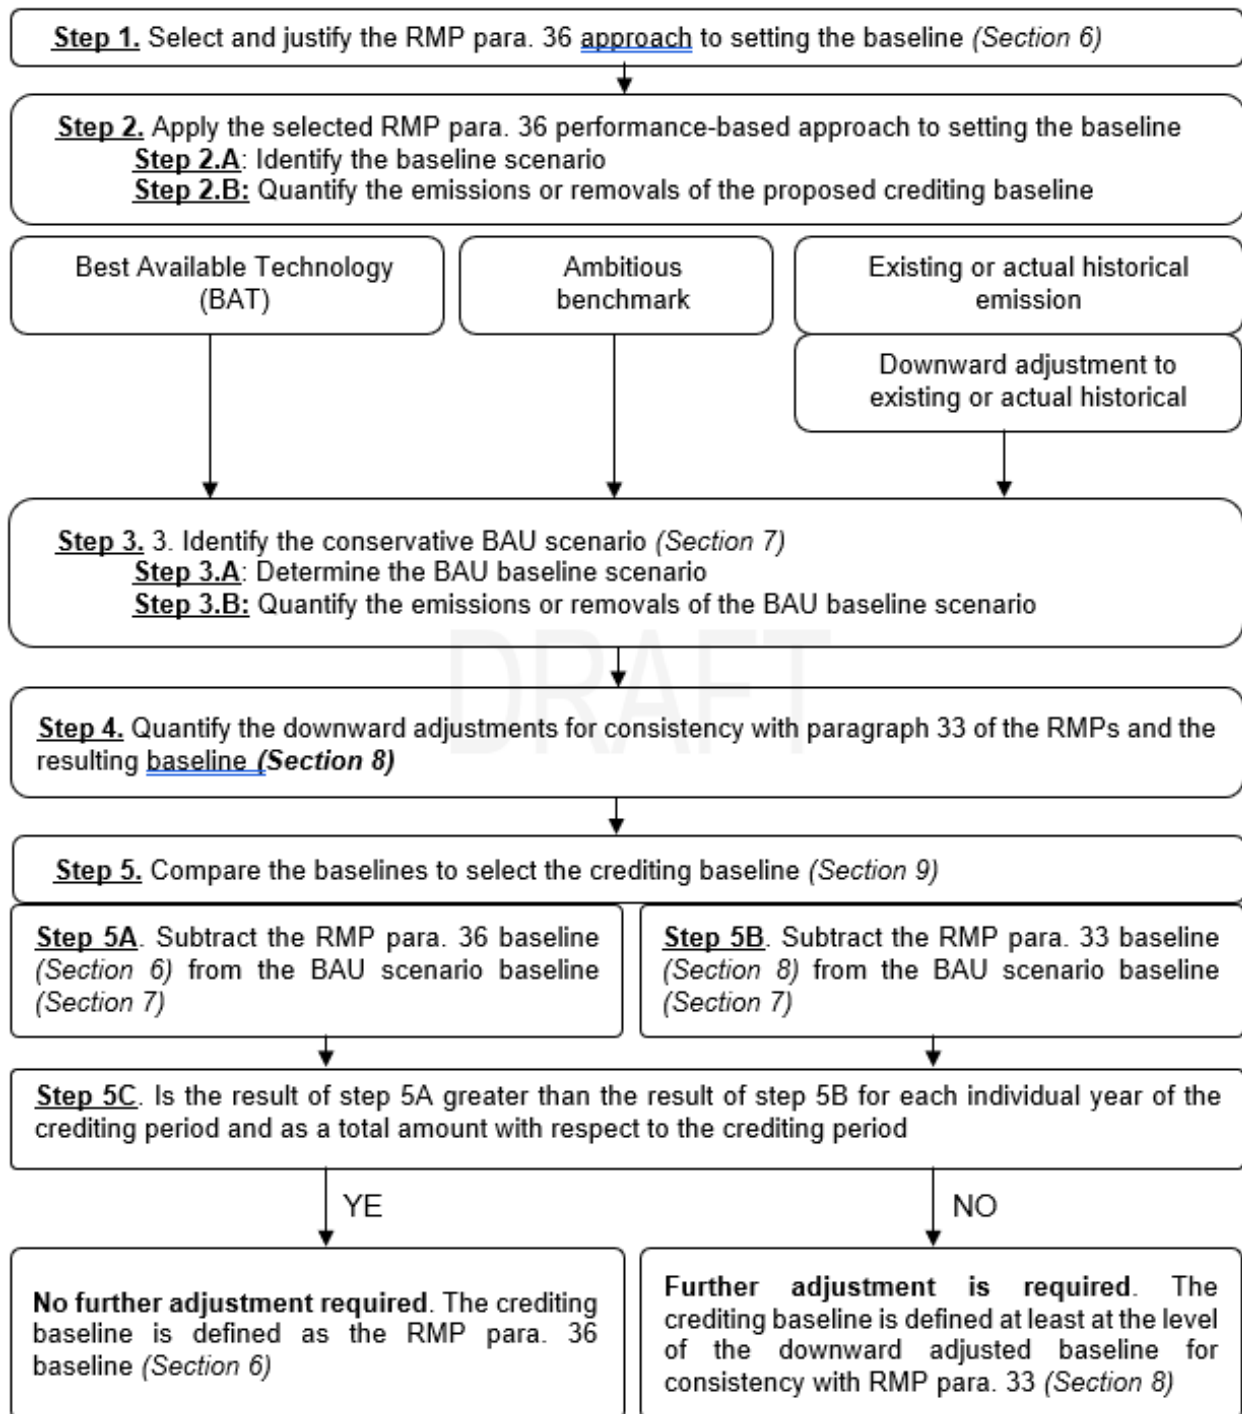 Step 1. Select and justify the RMP para. 36 approach to setting the baseline (Section 6)
Step 2. Apply the selected RMP para. 36 performance-based approach to setting the baseline
Step 2.A: Identify the baseline scenario
Step 2.B: Quantify the emissions or removals of the proposed crediting baseline
Best Available Technology
(BAT)
Ambitious
benchmark
Existing or actual historical
emission
Downward adjustment to
existing or actual historical
Step 3. 3. Identify the conservative BAU scenario (Section 7)
Step 3.A: Determine the BAU baseline scenario
Step 3.B: Quantify the emissions or removals of the BAU baseline scenario
DRAFT
Step 4. Quantify the downward adjustments for consistency with paragraph 33 of the RMPs and the
resulting baseline (Section 8)
Step 5. Compare the baselines to select the crediting baseline (Section 9)
Step 5A. Subtract the RMP para. 36 baseline
(Section 6) from the BAU scenario baseline
(Section 7)
Step 5B. Subtract the RMP para. 33 baseline
(Section 8) from the BAU scenario baseline
(Section 7)
Step 5C. Is the result of step 5A greater than the result of step 5B for each individual year of the
crediting period and as a total amount with respect to the crediting period
YE
NO
No further adjustment required. The crediting
baseline is defined as the RMP para. 36
baseline (Section 6)
Further adjustment is required. The
crediting baseline is defined at least at the level
of the downward adjusted baseline for
consistency with RMP para. 33 (Section 8)